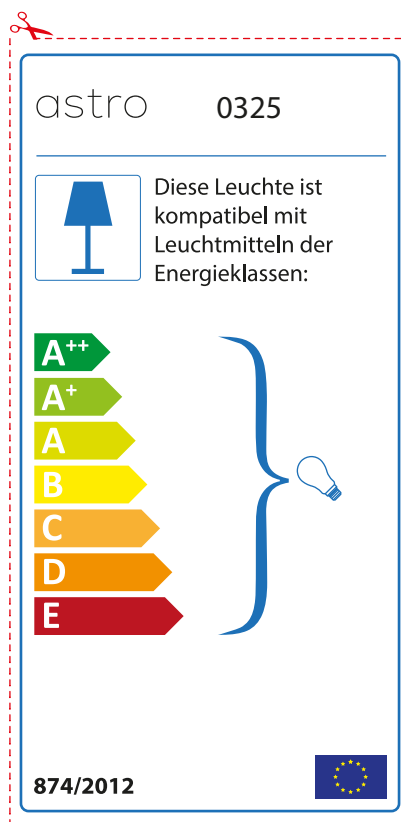 astro 0325
Diese Leuchte ist
kompatibel mit
Leuchtmitteln der
Energieklassen:
A++
A+
A
B
C
D
E
874/2012